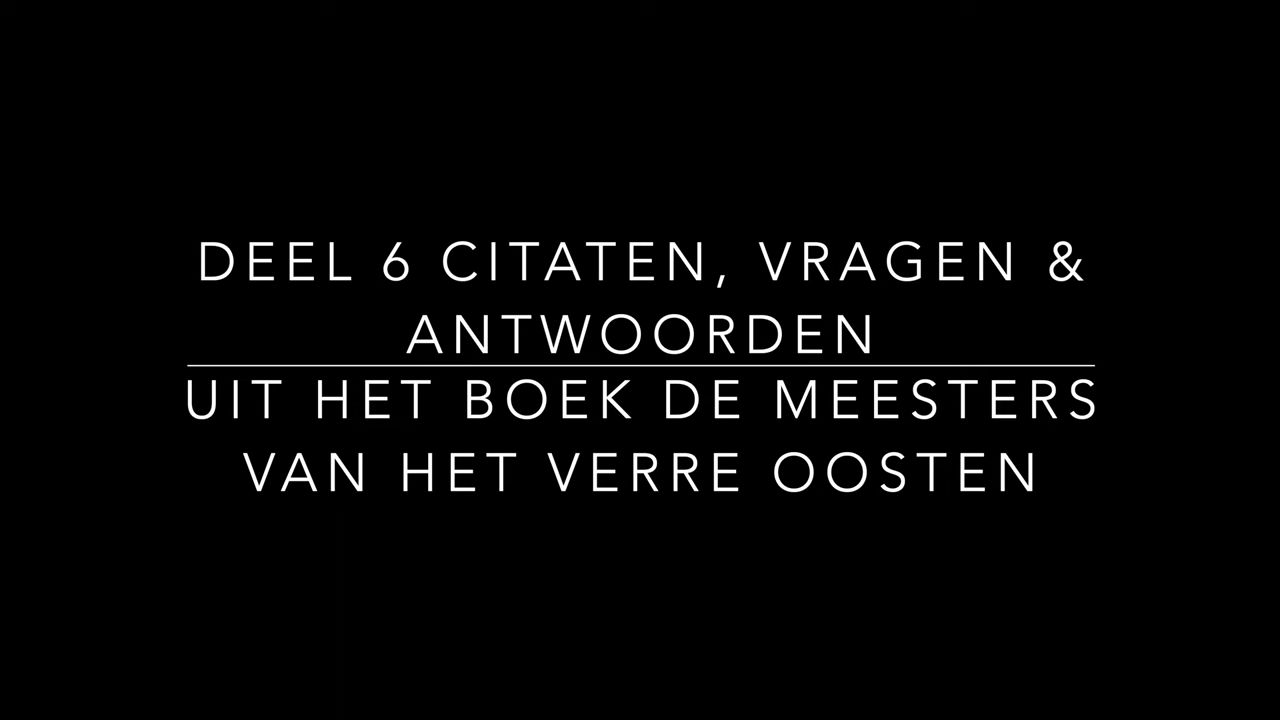 DEEL 6 CITATEN, VRAGEN &
ANTWOORDEN
UIT HET BOEK DE MEESTERS
VAN HET VERRE OOSTEN